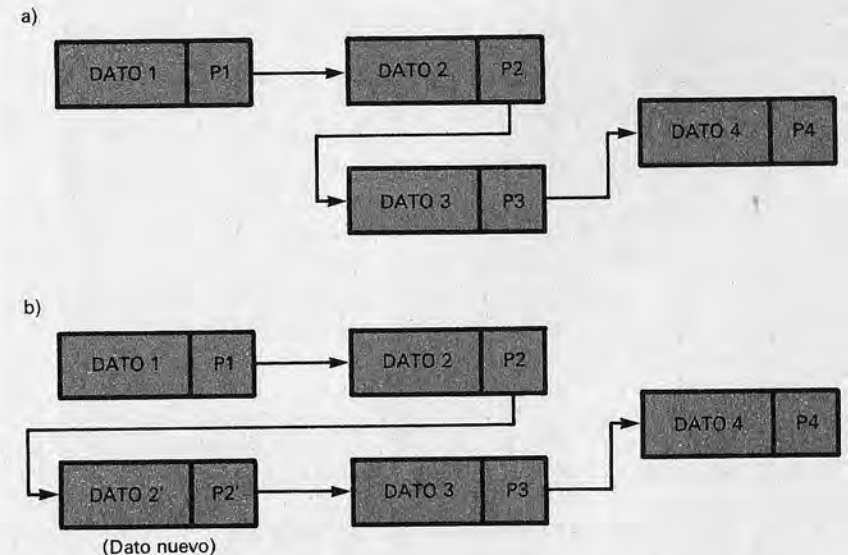 a)
DATO 1 P1 DATO 2 P2
DATO 4 P4
DATO 3 P3
b)
DATO 1 P1 DATO 2 P2
DATO 4 P4
DATO 2' P2' DATO 3 P3
(Dato nuevo)